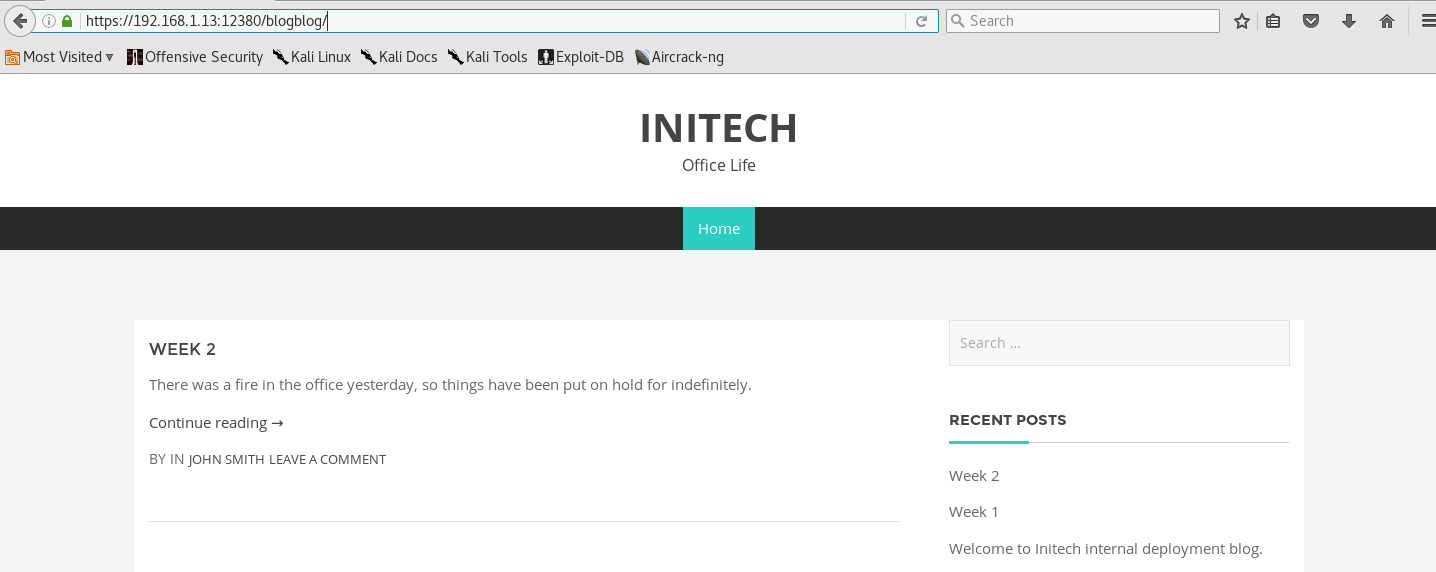 https://192.168.1.13:12380/blogblog/
Search
Most Visited
Offensive Security
Kali Linux
Kali Docs
Kali Tools
Exploit-DB
Aircrack-ng
INITECH
Office Life
Home
WEEK 2
There was a fire in the office yesterday, so things have been put on hold for indefinitely.
Continue reading →
BY IN JOHN SMITH LEAVE A COMMENT
Search …
RECENT POSTS
Week 2
Week 1
Welcome to Initech internal deployment blog.